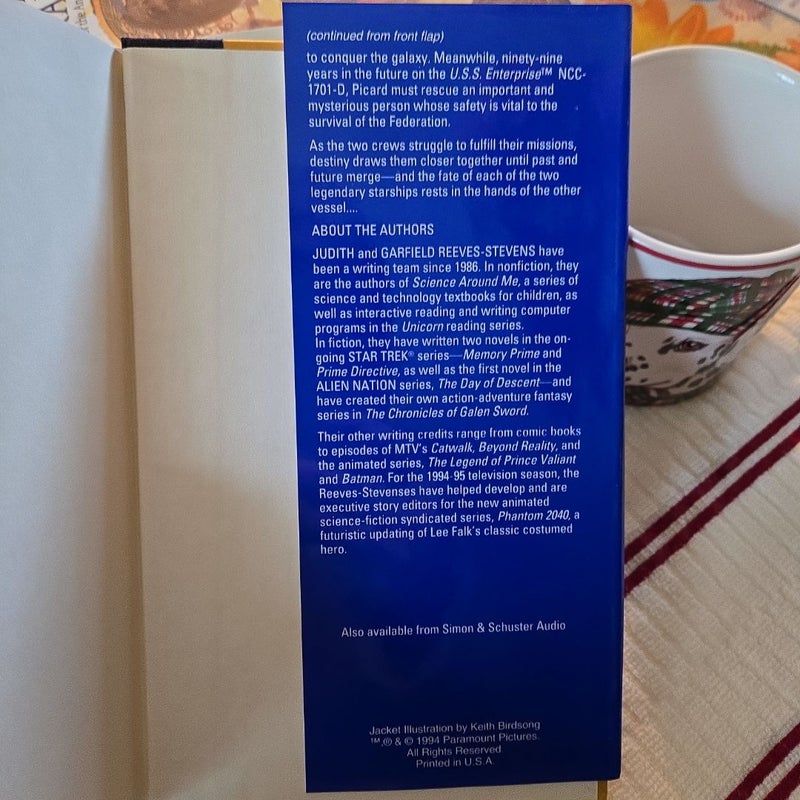 (continued from front flap)
to conquer the galaxy. Meanwhile, ninety-nine
years in the future on the U.S.S. Enterprise™ NCC-
1701-D, Picard must rescue an important and
mysterious person whose safety is vital to the
survival of the Federation.
As the two crews struggle to fulfill their missions,
destiny draws them closer together until past and
future merge—and the fate of each of the two
legendary starships rests in the hands of the other
vessel....
ABOUT THE AUTHORS
JUDITH and GARFIELD REEVES-STEVENS have
been a writing team since 1986. In nonfiction, they
are the authors of Science Around Me, a series of
science and technology textbooks for children, as
well as interactive reading and writing computer
programs in the Unicorn reading series.
In fiction, they have written two novels in the on-
going STAR TREK® series—Memory Prime and
Prime Directive, as well as the first novel in the
ALIEN NATION series, The Day of Descent—and
have created their own action-adventure fantasy
series in The Chronicles of Galen Sword.
Their other writing credits range from comic books
to episodes of MTV's Catwalk, Beyond Reality, and
the animated series, The Legend of Prince Valiant
and Batman. For the 1994-95 television season, the
Reeves-Stevenses have helped develop and are
executive story editors for the new animated
science-fiction syndicated series, Phantom 2040, a
futuristic updating of Lee Falk's classic costumed
hero.
Also available from Simon & Schuster Audio
Jacket Illustration by Keith Birdsong
™,® & © 1994 Paramount Pictures.
All Rights Reserved
Printed in U.S.A.